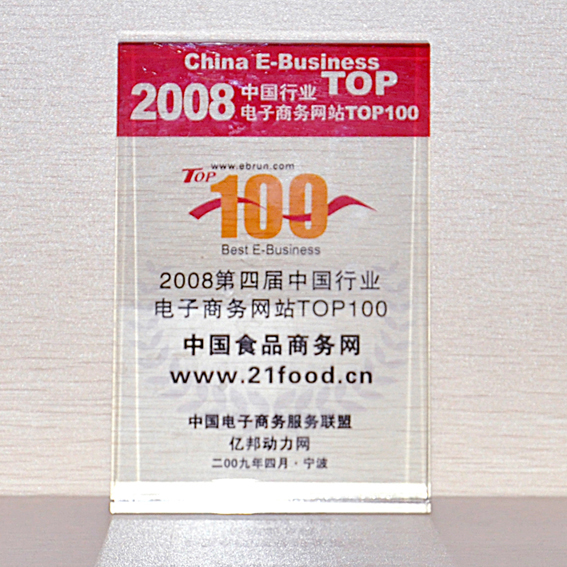 China E-Business
2008 中国行业 TOP
电子商务网站TOP100
www.ebrun.com
TOP
100
Best E-Business
2008第四届中国行业
电子商务网站TOP100
中国食品商务网
www.21food.cn
中国电子商务服务联盟
亿邦动力网
二00九年四月·宁波